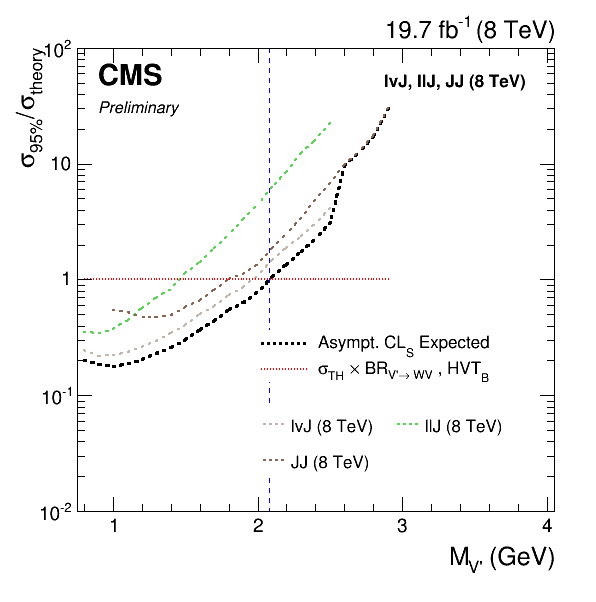 19.7 fb⁻¹ (8 TeV)
CMS
Preliminary
lνJ, llJ, JJ (8 TeV)
σ95%/σtheory
10²
10
1
10⁻¹
10⁻²
Asympt. CLS Expected
σTH × BRV'→ WV , HVTB
lνJ (8 TeV)
llJ (8 TeV)
JJ (8 TeV)
1 2 3 4
MV' (GeV)